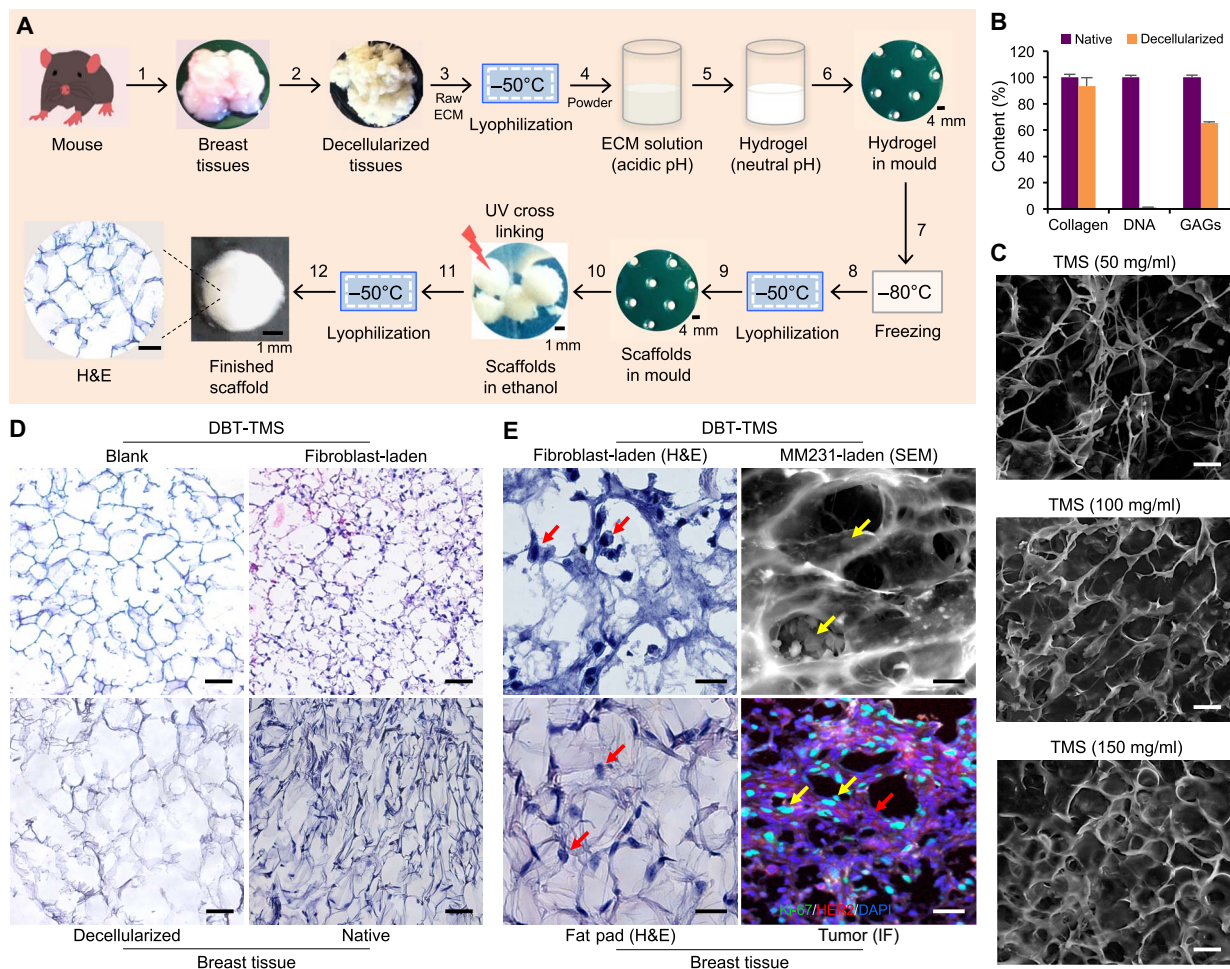 A
1
2
3
Raw
ECM
–50°C
Lyophilization
4
Powder
5
6
4 mm
Mouse
Breast
tissues
Decellularized
tissues
ECM solution
(acidic pH)
Hydrogel
(neutral pH)
Hydrogel
in mould
7
–80°C
Freezing
8
–50°C
Lyophilization
9
4 mm
Scaffolds
in mould
10
UV cross
linking
1 mm
Scaffolds
in ethanol
11
–50°C
Lyophilization
12
1 mm
Finished
scaffold
H&E
B
Native
Decellularized
Content (%)
120
100
80
60
40
20
0
Collagen
DNA
GAGs
C
TMS (50 mg/ml)
TMS (100 mg/ml)
TMS (150 mg/ml)
D
DBT-TMS
Blank
Fibroblast-laden
Decellularized
Native
Breast tissue
E
DBT-TMS
Fibroblast-laden (H&E)
MM231-laden (SEM)
Ki-67/HER2/DAPI
Fat pad (H&E)
Tumor (IF)
Breast tissue